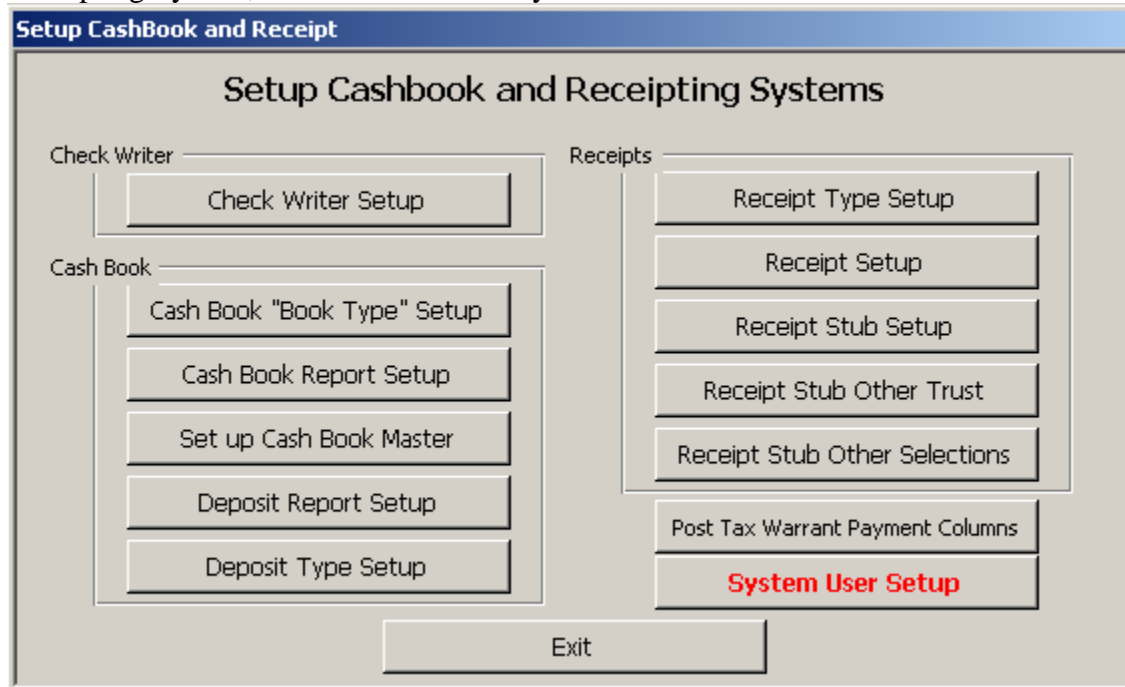 Setup CashBook and Receipt
Setup Cashbook and Receipting Systems
Check Writer
Check Writer Setup
Cash Book
Cash Book "Book Type" Setup
Cash Book Report Setup
Set up Cash Book Master
Deposit Report Setup
Deposit Type Setup
Receipts
Receipt Type Setup
Receipt Setup
Receipt Stub Setup
Receipt Stub Other Trust
Receipt Stub Other Selections
Post Tax Warrant Payment Columns
System User Setup
Exit